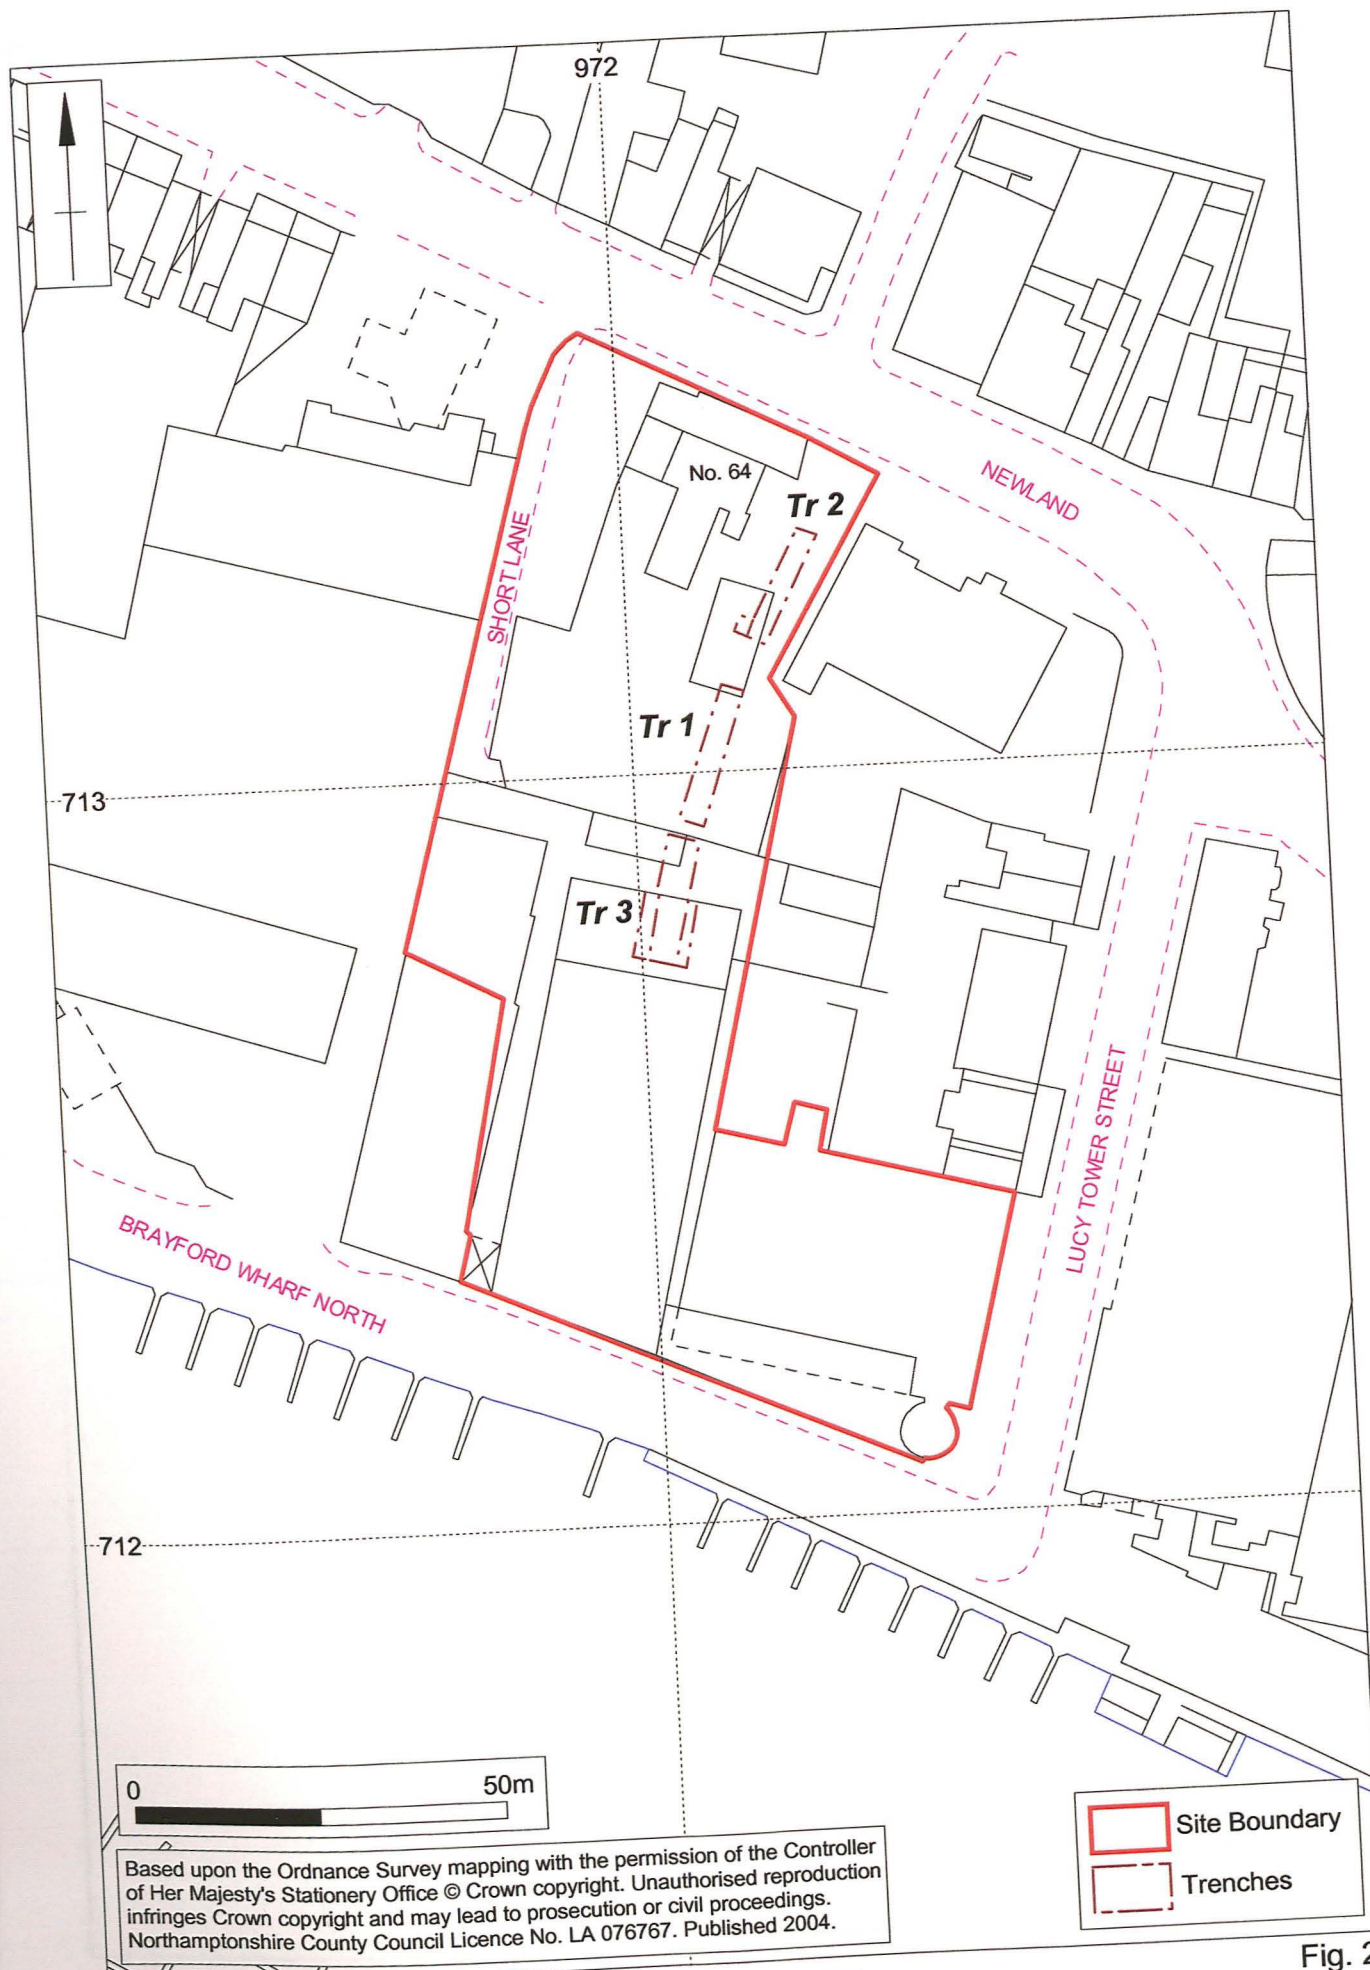 972
No. 64
NEWLAND
Tr 2
SHORT LANE
Tr 1
713
Tr 3
LUCY TOWER STREET
BRAYFORD WHARF NORTH
712
0 50m
Site Boundary
Trenches
Based upon the Ordnance Survey mapping with the permission of the Controller
of Her Majesty's Stationery Office © Crown copyright. Unauthorised reproduction
infringes Crown copyright and may lead to prosecution or civil proceedings.
Northamptonshire County Council Licence No. LA 076767. Published 2004.
Fig. 2